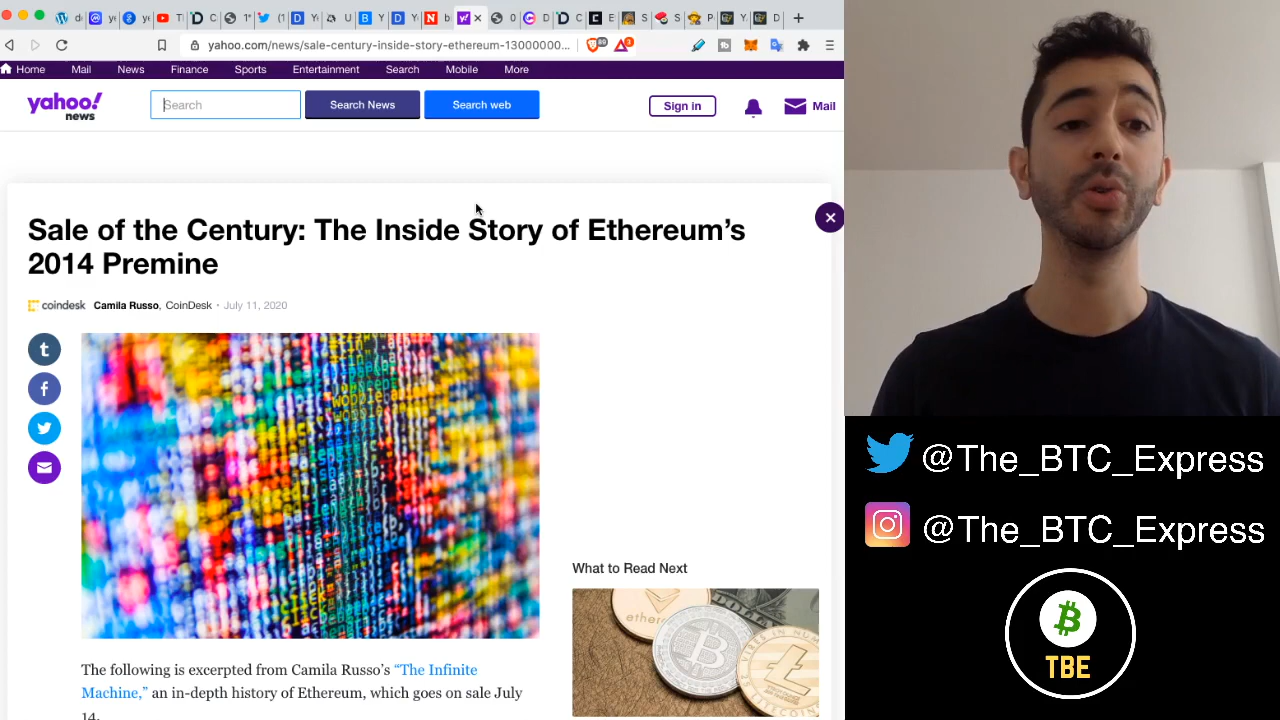 yahoo.com/news/sale-century-inside-story-ethereum-13000000...
Home Mail News Finance Sports Entertainment Search Mobile More
yahoo!
news
Search
Search News
Search web
Sign in
Mail
Sale of the Century: The Inside Story of Ethereum’s
2014 Premine
coindesk Camila Russo, CoinDesk • July 11, 2020
What to Read Next
The following is excerpted from Camila Russo’s “The Infinite
Machine,” an in-depth history of Ethereum, which goes on sale July
14.
@The_BTC_Express
@The_BTC_Express
TBE